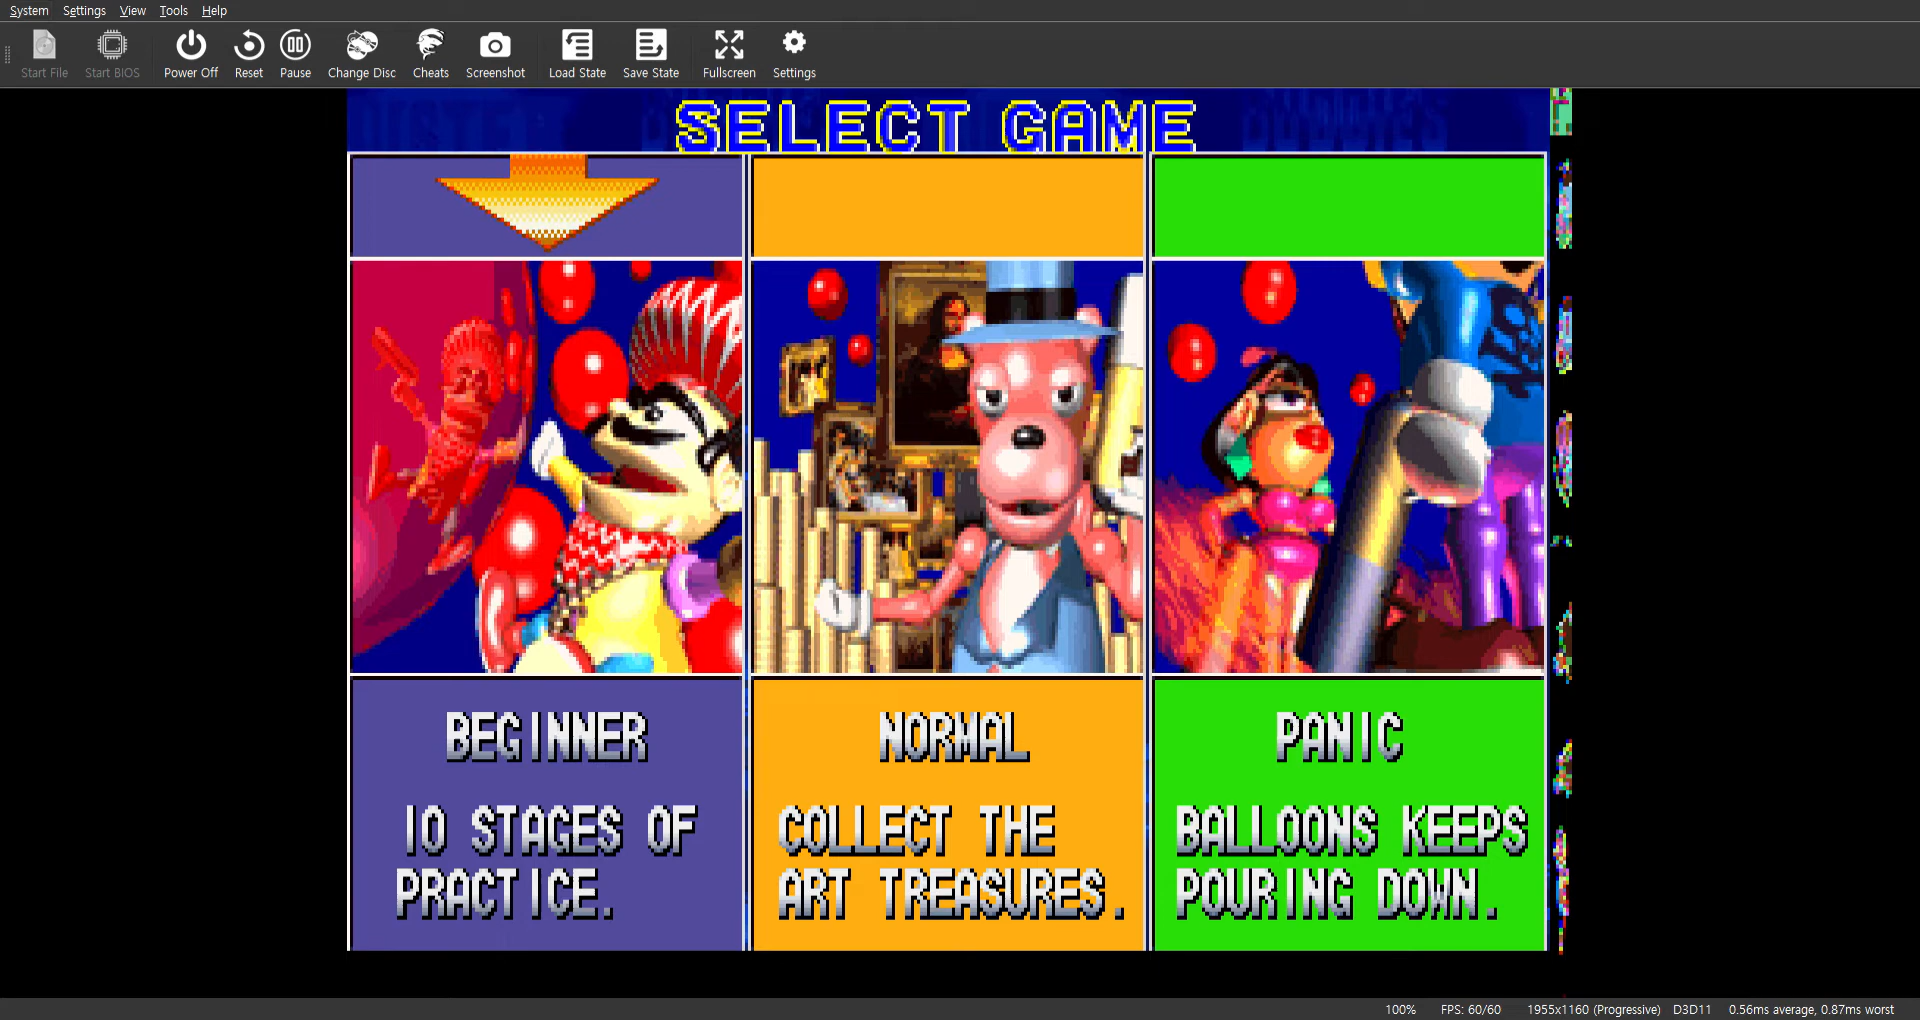 System Settings View Tools Help
Start File Start BIOS Power Off Reset Pause Change Disc Cheats Screenshot Load State Save State Fullscreen Settings
SELECT GAME
BEGINNER
10 STAGES OF
PRACTICE.
NORMAL
COLLECT THE
ART TREASURES.
PANIC
BALLOONS KEEPS
POURING DOWN.
100% FPS: 60/60 1955x1160 (Progressive) D3D11 0.56ms average, 0.87ms worst